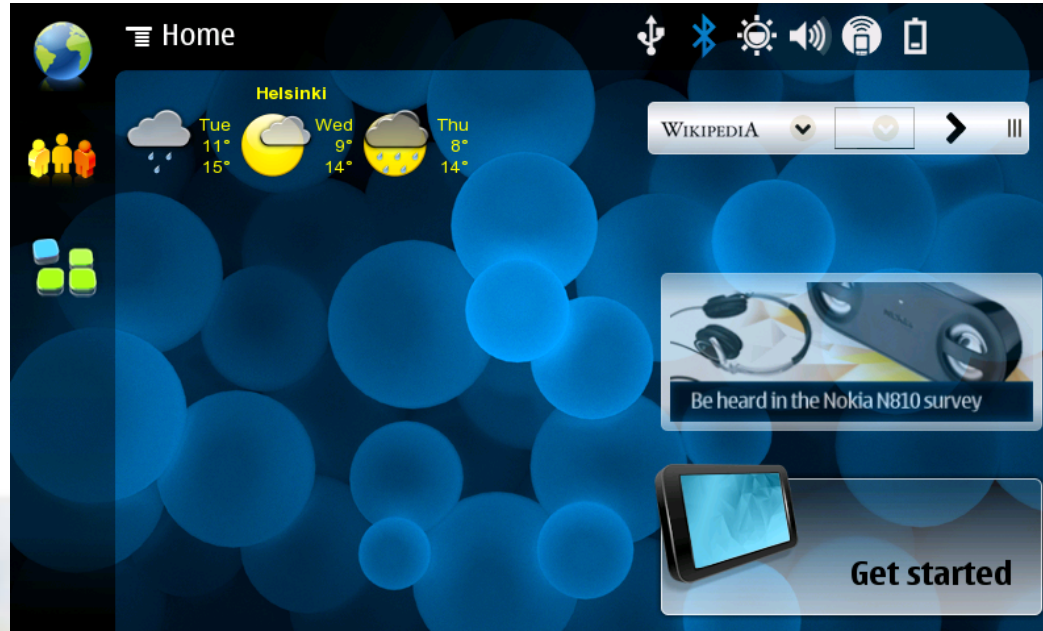 Home
Helsinki
Tue
11°
15°
Wed
9°
14°
Thu
8°
14°
WIKIPEDIA
NOKIA
Be heard in the Nokia N810 survey
Get started